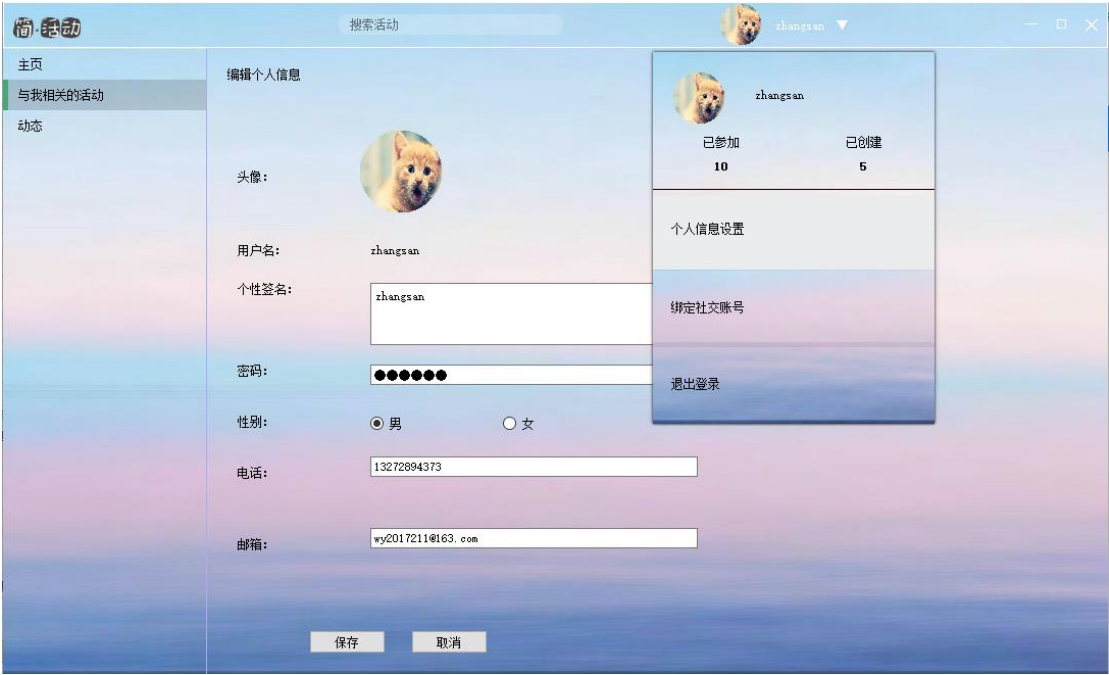 简·活动
搜索活动
zhangsan
主页
与我相关的活动
动态
编辑个人信息
头像：
用户名： zhangsan
个性签名： zhangsan
密码： ●●●●●●
性别： 男 女
电话： 13272894373
邮箱： wy2017211@163.com
保存 取消
zhangsan
已参加 已创建
10 5
个人信息设置
绑定社交账号
退出登录